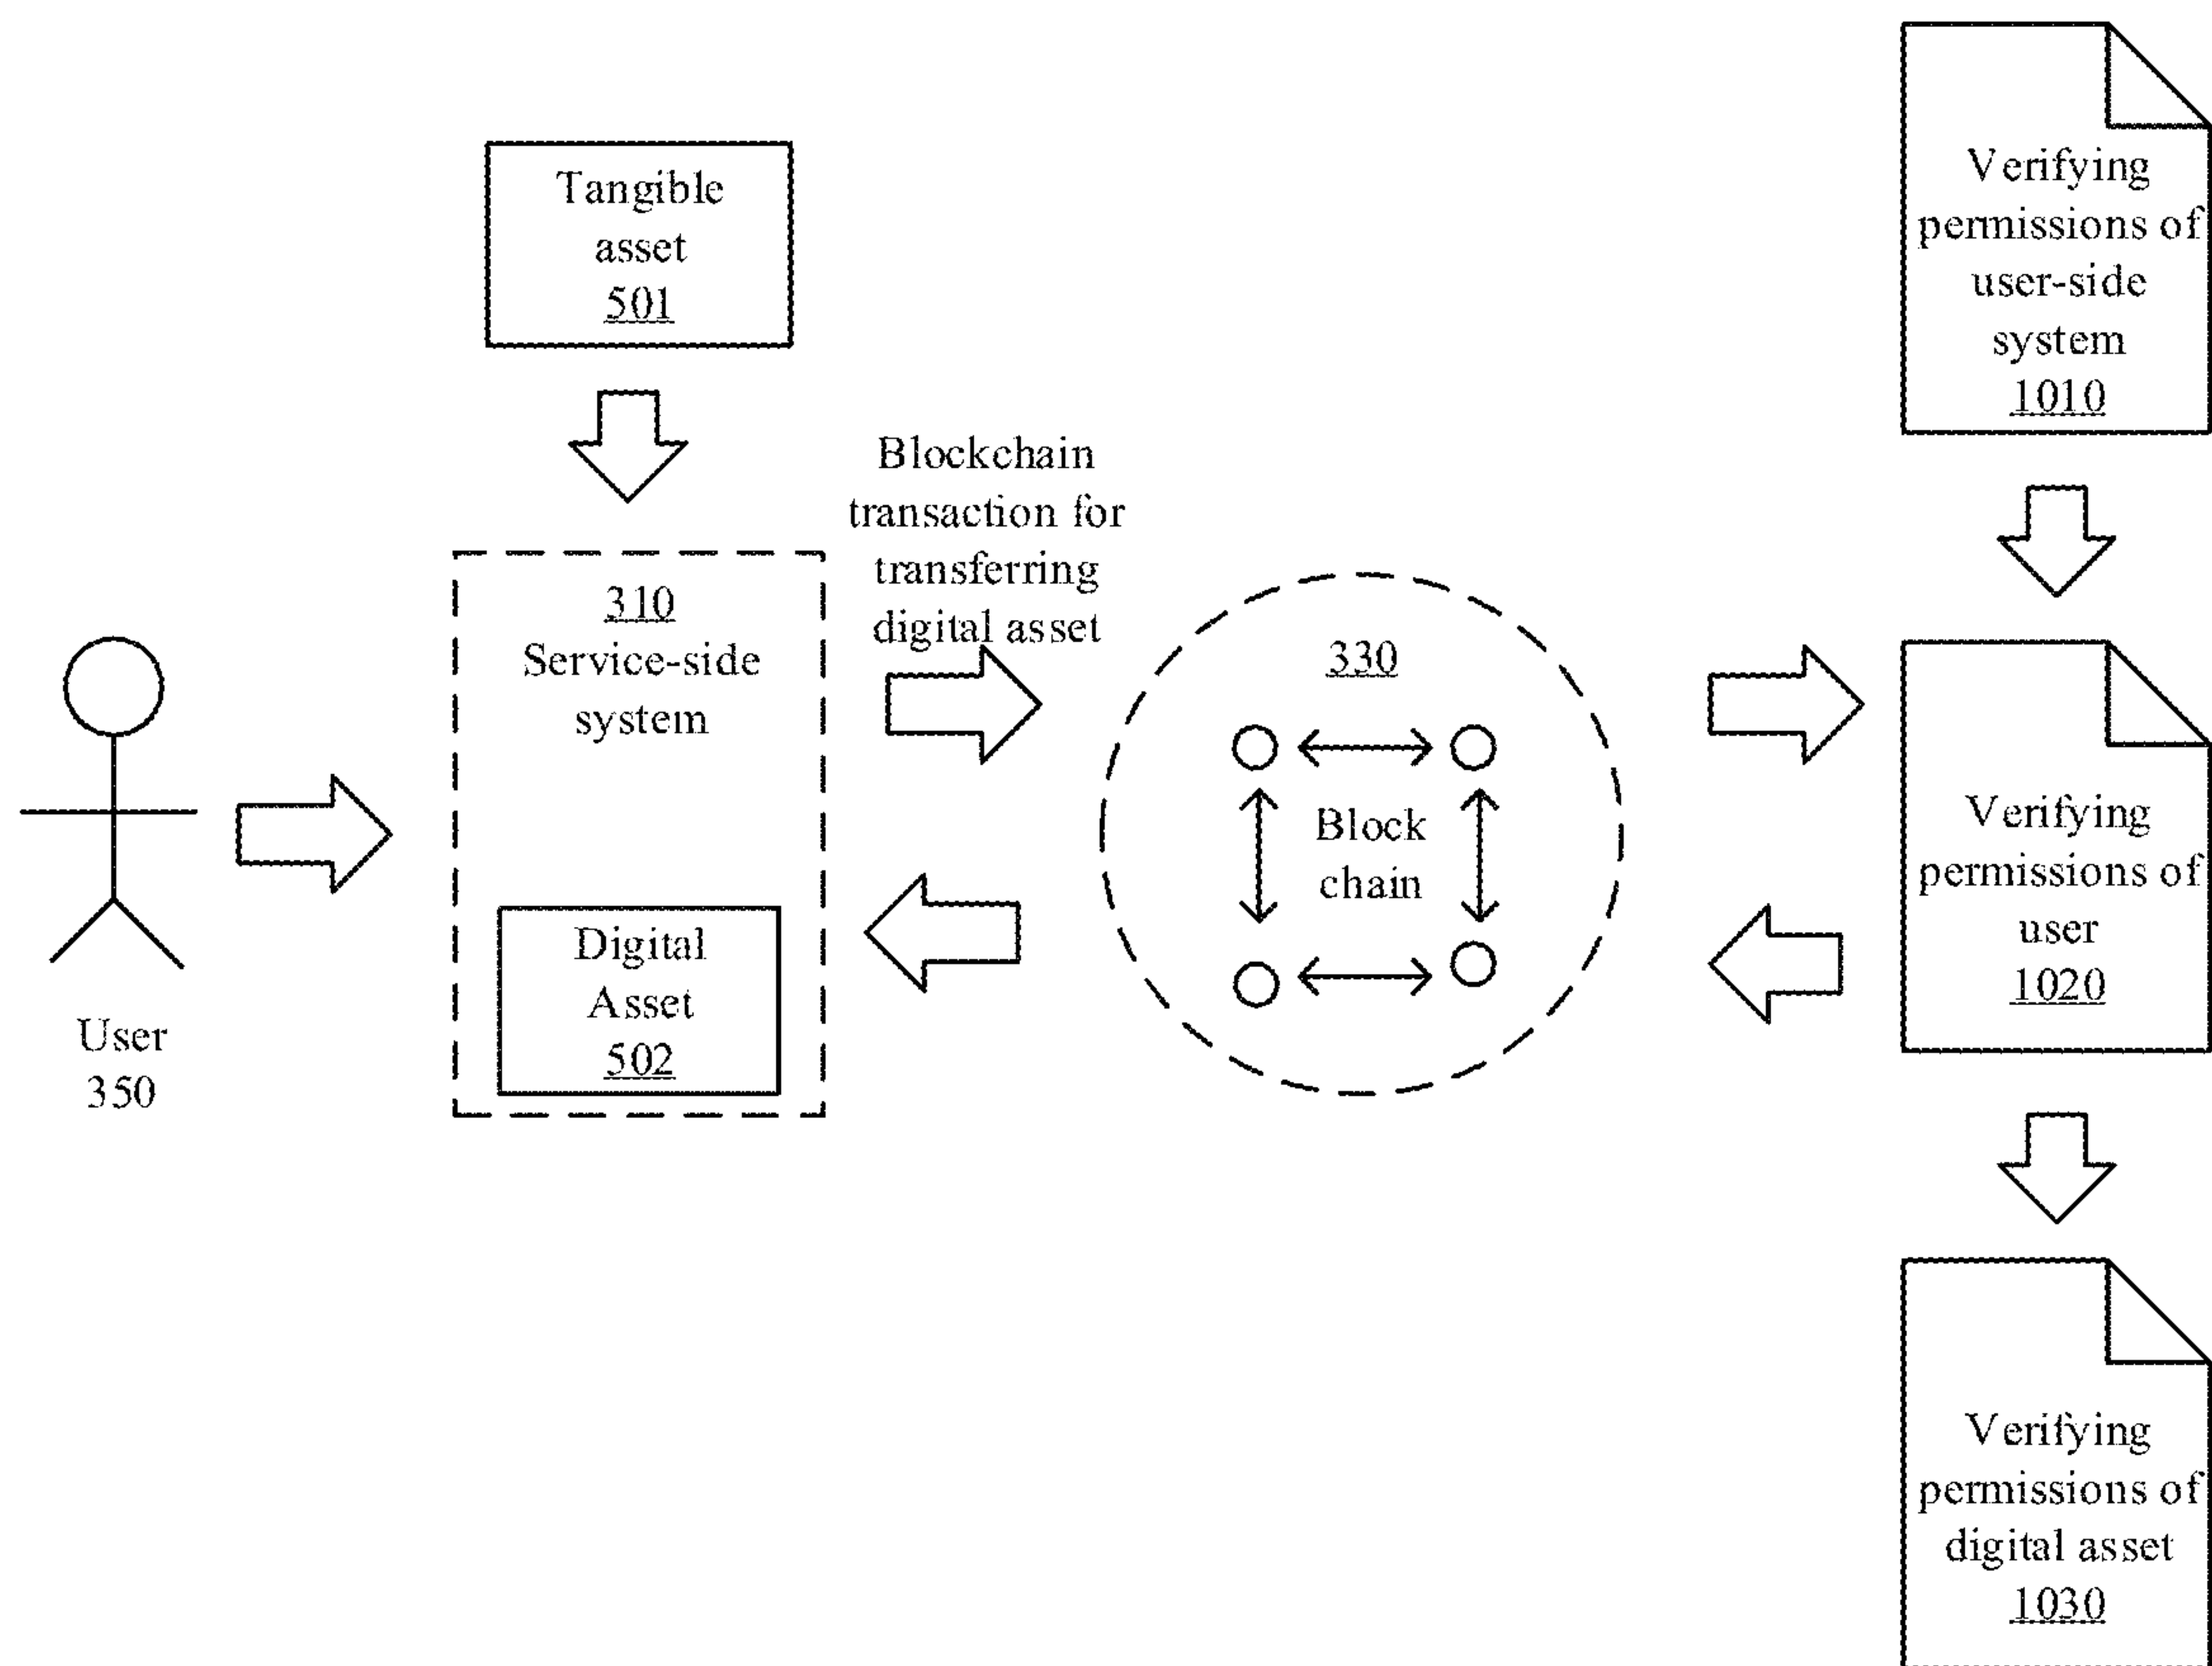 Tangible
asset
501
Blockchain
transaction for
transferring
digital asset
310
Service-side
system
Digital
Asset
502
User
350
330
Block
chain
Verifying
permissions of
user-side
system
1010
Verifying
permissions of
user
1020
Verifying
permissions of
digital asset
1030